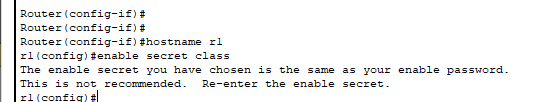 Router(config-if)#
Router(config-if)#
Router(config-if)#hostname r1
r1(config)#enable secret class
The enable secret you have chosen is the same as your enable password.
This is not recommended.  Re-enter the enable secret.
r1(config)#